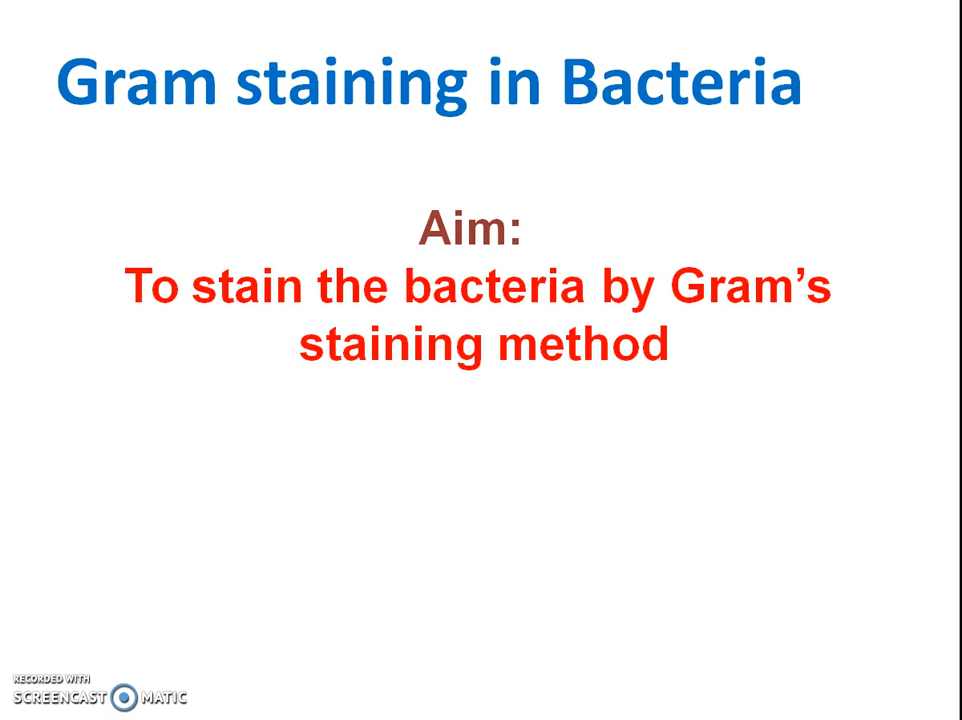 Gram staining in Bacteria
Aim:
To stain the bacteria by Gram’s
staining method
RECORDED WITH
SCREENCAST MATIC